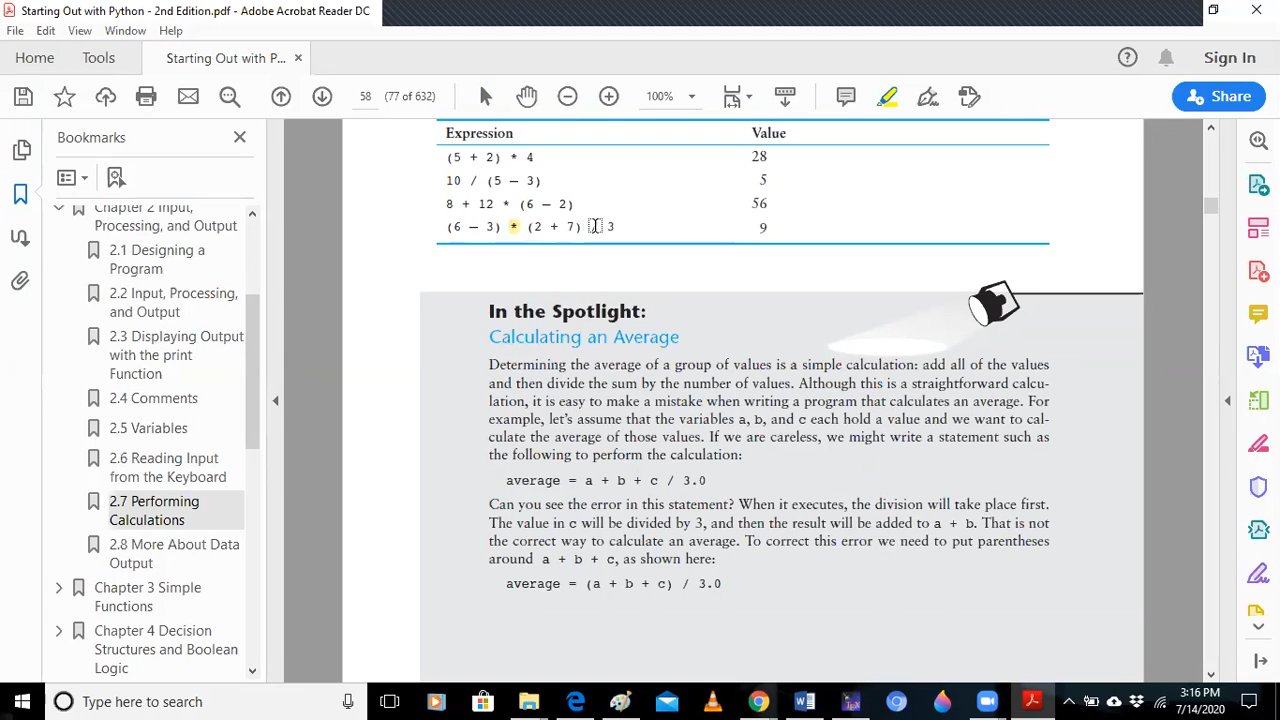 Starting Out with Python - 2nd Edition.pdf - Adobe Acrobat Reader DC
File Edit View Window Help
Home Tools Starting Out with P... × Sign In
58 (77 of 632) 100% Share
Bookmarks
Chapter 2 Input,
Processing, and Output
2.1 Designing a
Program
2.2 Input, Processing,
and Output
2.3 Displaying Output
with the print
Function
2.4 Comments
2.5 Variables
2.6 Reading Input
from the Keyboard
2.7 Performing
Calculations
2.8 More About Data
Output
Chapter 3 Simple
Functions
Chapter 4 Decision
Structures and Boolean
Logic
Expression Value
(5 + 2) * 4 28
10 / (5 – 3) 5
8 + 12 * (6 – 2) 56
(6 – 3) * (2 + 7) 3 9
In the Spotlight:
Calculating an Average
Determining the average of a group of values is a simple calculation: add all of the values
and then divide the sum by the number of values. Although this is a straightforward calcu-
lation, it is easy to make a mistake when writing a program that calculates an average. For
example, let's assume that the variables a, b, and c each hold a value and we want to cal-
culate the average of those values. If we are careless, we might write a statement such as
the following to perform the calculation:
average = a + b + c / 3.0
Can you see the error in this statement? When it executes, the division will take place first.
The value in c will be divided by 3, and then the result will be added to a + b. That is not
the correct way to calculate an average. To correct this error we need to put parentheses
around a + b + c, as shown here:
average = (a + b + c) / 3.0
Type here to search
3:16 PM
7/14/2020